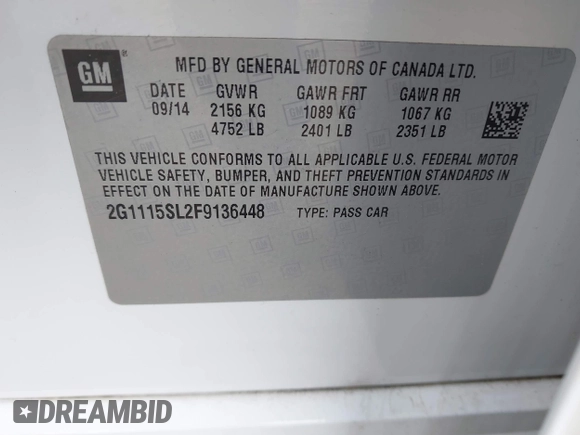 GM
MFD BY GENERAL MOTORS OF CANADA LTD.
DATE GVWR GAWR FRT GAWR RR
09/14 2156 KG 1089 KG 1067 KG
4752 LB 2401 LB 2351 LB
THIS VEHICLE CONFORMS TO ALL APPLICABLE U.S. FEDERAL MOTOR
VEHICLE SAFETY, BUMPER, AND THEFT PREVENTION STANDARDS IN
EFFECT ON THE DATE OF MANUFACTURE SHOWN ABOVE.
2G1115SL2F9136448 TYPE: PASS CAR
DREAMBID